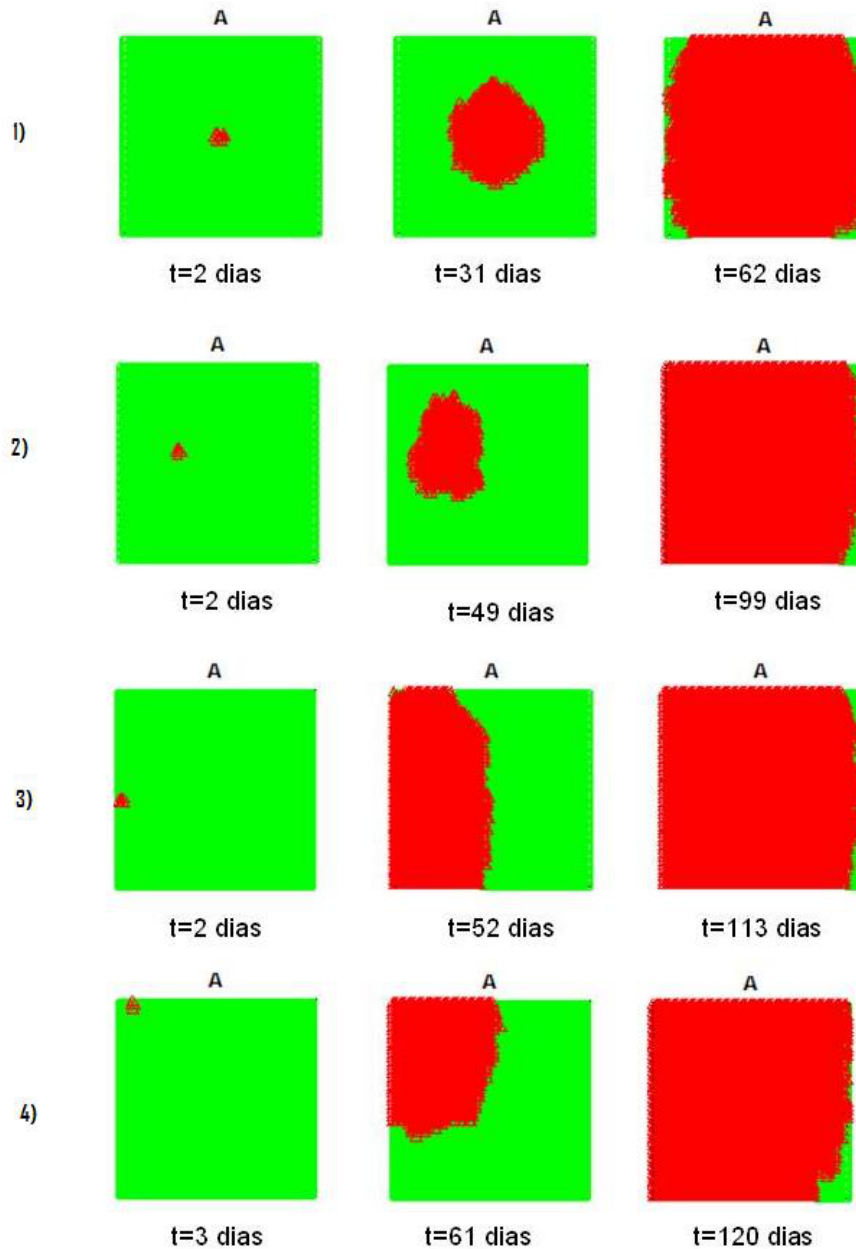 A A A
1)
t=2 dias t=31 dias t=62 dias
A A A
2)
t=2 dias t=49 dias t=99 dias
A A A
3)
t=2 dias t=52 dias t=113 dias
A A A
4)
t=3 dias t=61 dias t=120 dias